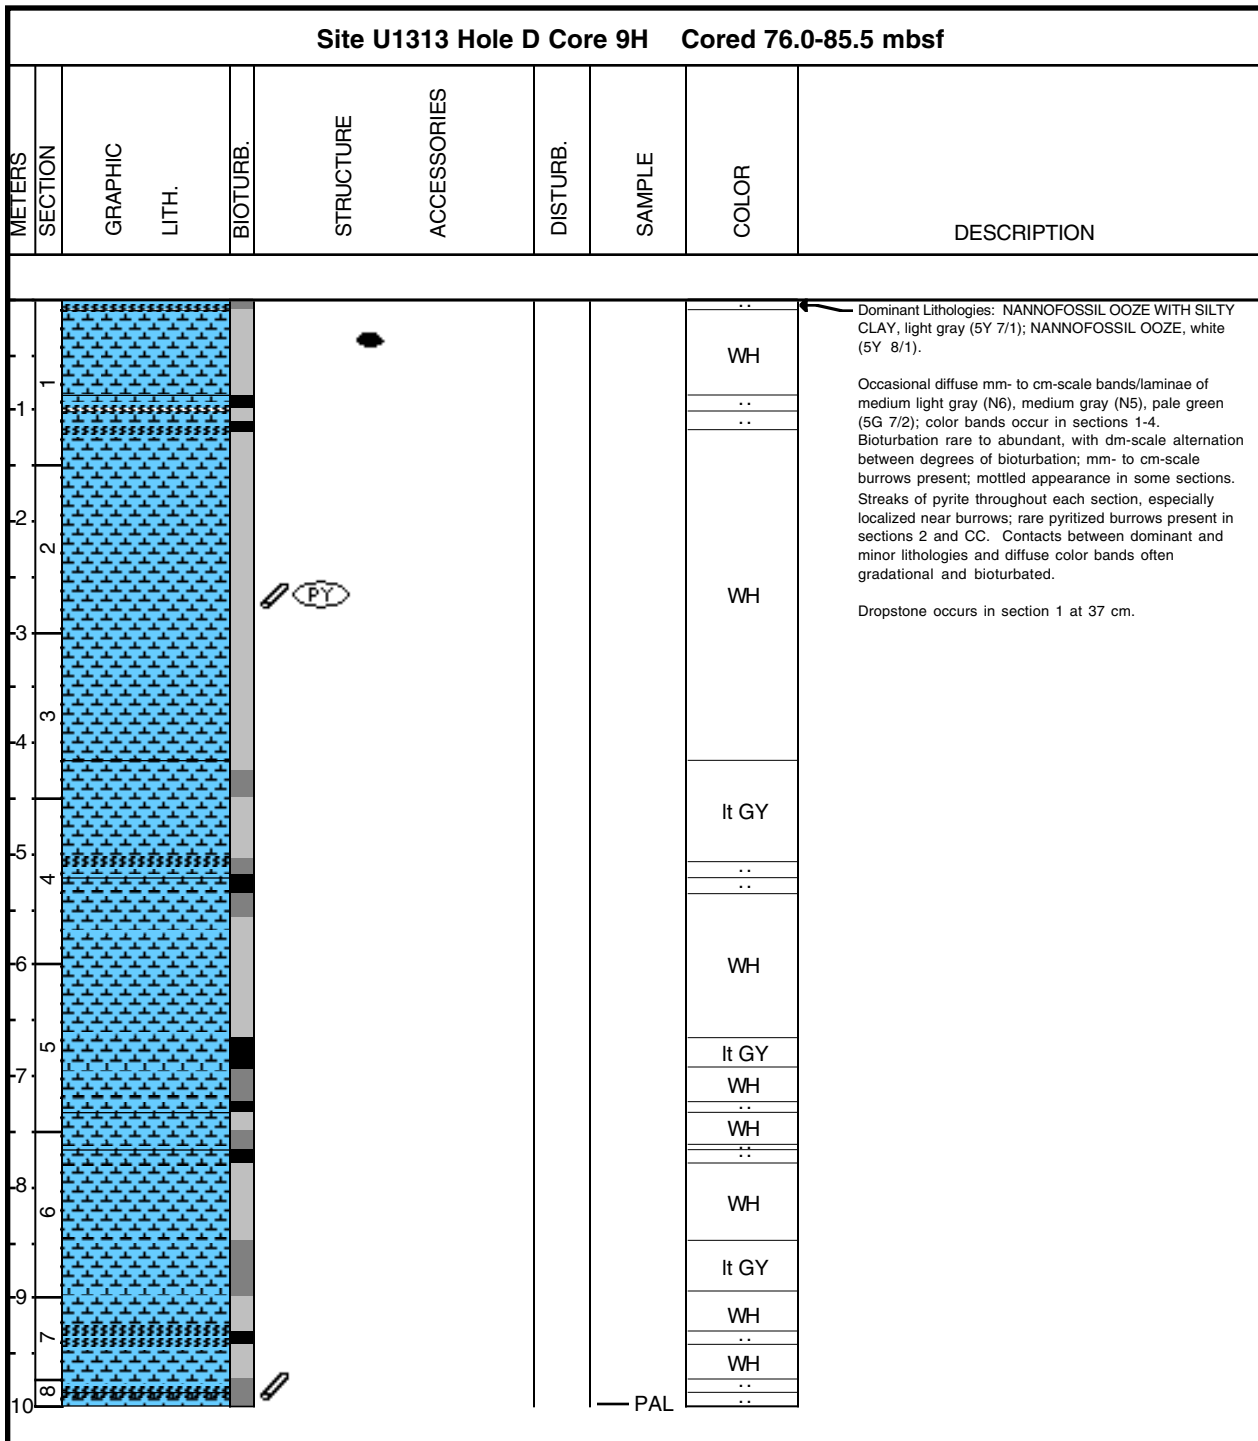 Site U1313 Hole D Core 9H Cored 76.0-85.5 mbsf
METERS
SECTION
GRAPHIC
LITH.
BIOTURB.
STRUCTURE
ACCESSORIES
DISTURB.
SAMPLE
COLOR
DESCRIPTION
Dominant Lithologies: NANNOFOSSIL OOZE WITH SILTY
CLAY, light gray (5Y 7/1); NANNOFOSSIL OOZE, white
(5Y 8/1).
Occasional diffuse mm- to cm-scale bands/laminae of
medium light gray (N6), medium gray (N5), pale green
(5G 7/2); color bands occur in sections 1-4.
Bioturbation rare to abundant, with dm-scale alternation
between degrees of bioturbation; mm- to cm-scale
burrows present; mottled appearance in some sections.
Streaks of pyrite throughout each section, especially
localized near burrows; rare pyritized burrows present in
sections 2 and CC. Contacts between dominant and
minor lithologies and diffuse color bands often
gradational and bioturbated.
Dropstone occurs in section 1 at 37 cm.
1
2
3
4
5
6
7
8
9
10
1
2
3
4
5
6
7
8
PY
WH
WH
lt GY
WH
lt GY
WH
WH
WH
lt GY
WH
WH
PAL